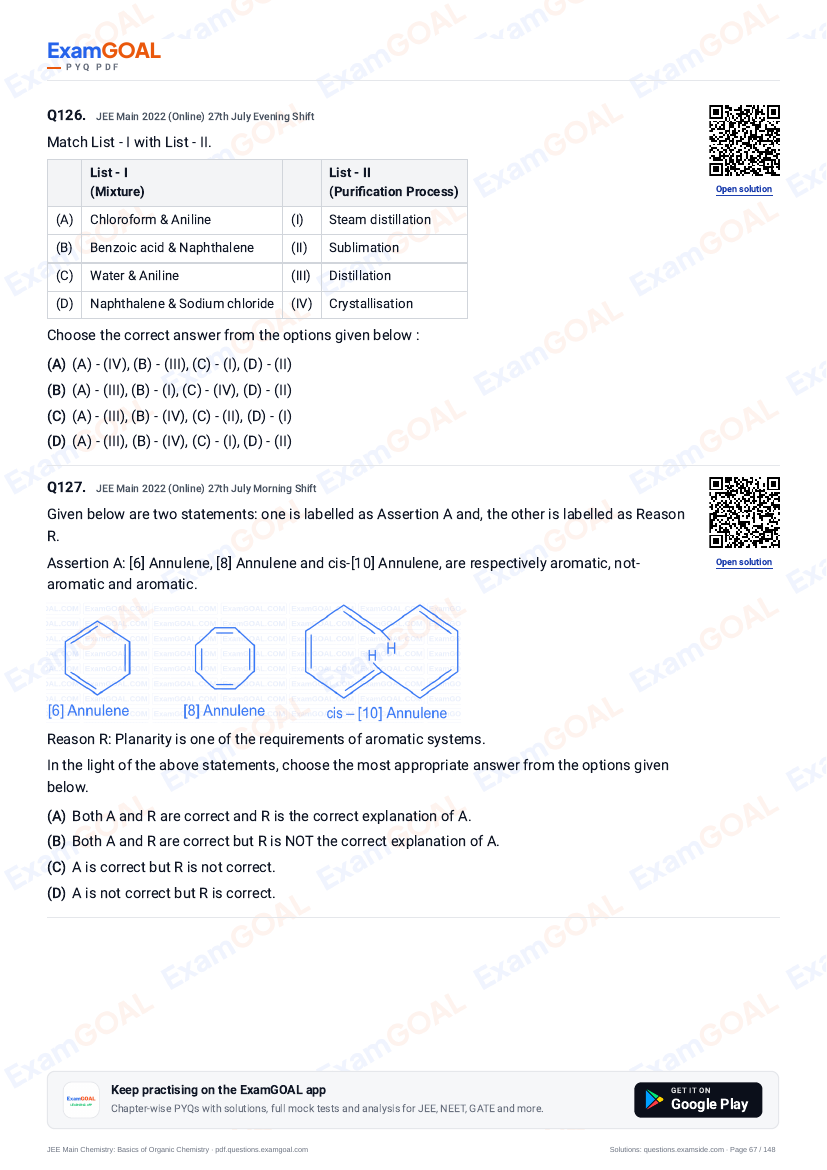 ExamGOAL
PYQ PDF
Q126. JEE Main 2022 (Online) 27th July Evening Shift
Match List - I with List - II.
List - I
(Mixture)
List - II
(Purification Process)
(A) Chloroform & Aniline (I) Steam distillation
(B) Benzoic acid & Naphthalene (II) Sublimation
(C) Water & Aniline (III) Distillation
(D) Naphthalene & Sodium chloride (IV) Crystallisation
Open solution
Choose the correct answer from the options given below :
(A) (A) - (IV), (B) - (III), (C) - (I), (D) - (II)
(B) (A) - (III), (B) - (I), (C) - (IV), (D) - (II)
(C) (A) - (III), (B) - (IV), (C) - (II), (D) - (I)
(D) (A) - (III), (B) - (IV), (C) - (I), (D) - (II)
Q127. JEE Main 2022 (Online) 27th July Morning Shift
Given below are two statements: one is labelled as Assertion A and, the other is labelled as Reason
R.
Open solution
Assertion A: [6] Annulene, [8] Annulene and cis-[10] Annulene, are respectively aromatic, not-
aromatic and aromatic.
H
H
[6] Annulene [8] Annulene cis – [10] Annulene
Reason R: Planarity is one of the requirements of aromatic systems.
In the light of the above statements, choose the most appropriate answer from the options given
below.
(A) Both A and R are correct and R is the correct explanation of A.
(B) Both A and R are correct but R is NOT the correct explanation of A.
(C) A is correct but R is not correct.
(D) A is not correct but R is correct.
ExamGOAL
Keep practising on the ExamGOAL app
Chapter-wise PYQs with solutions, full mock tests and analysis for JEE, NEET, GATE and more.
GET IT ON
Google Play
JEE Main Chemistry: Basics of Organic Chemistry · pdf.questions.examgoal.com
Solutions: questions.examside.com · Page 67 / 148